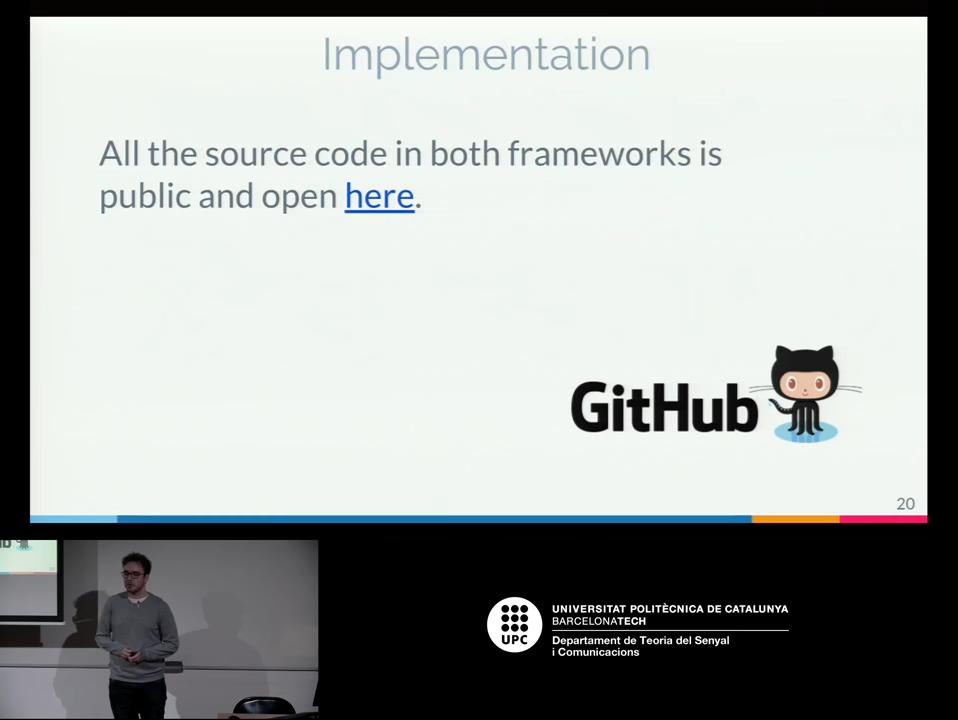 Implementation
All the source code in both frameworks is
public and open here.
GitHub
20
UPC
UNIVERSITAT POLITÈCNICA DE CATALUNYA
BARCELONATECH
Departament de Teoria del Senyal
i Comunicacions